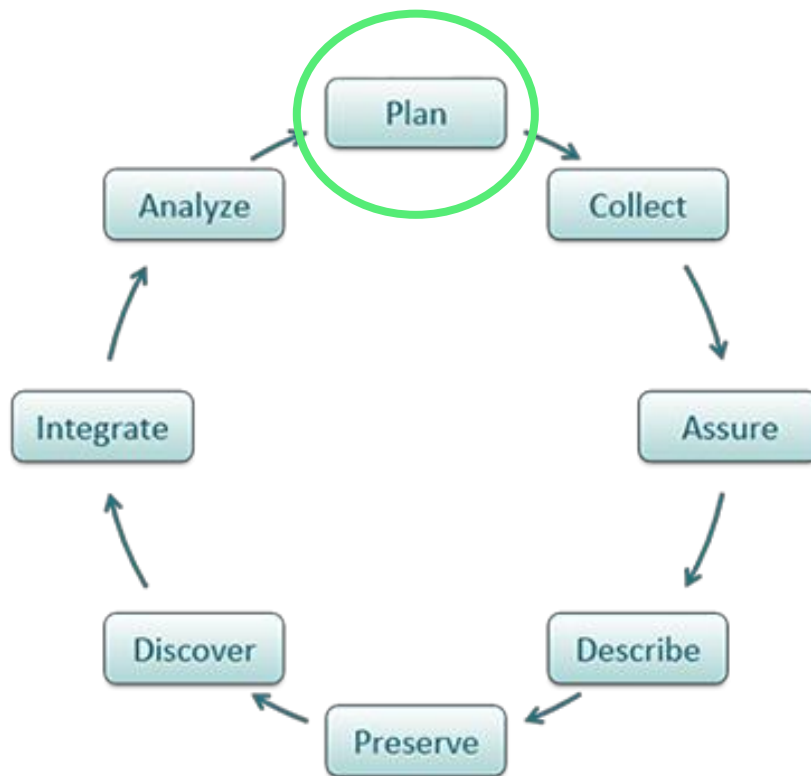 Plan
Collect
Assure
Describe
Preserve
Discover
Integrate
Analyze